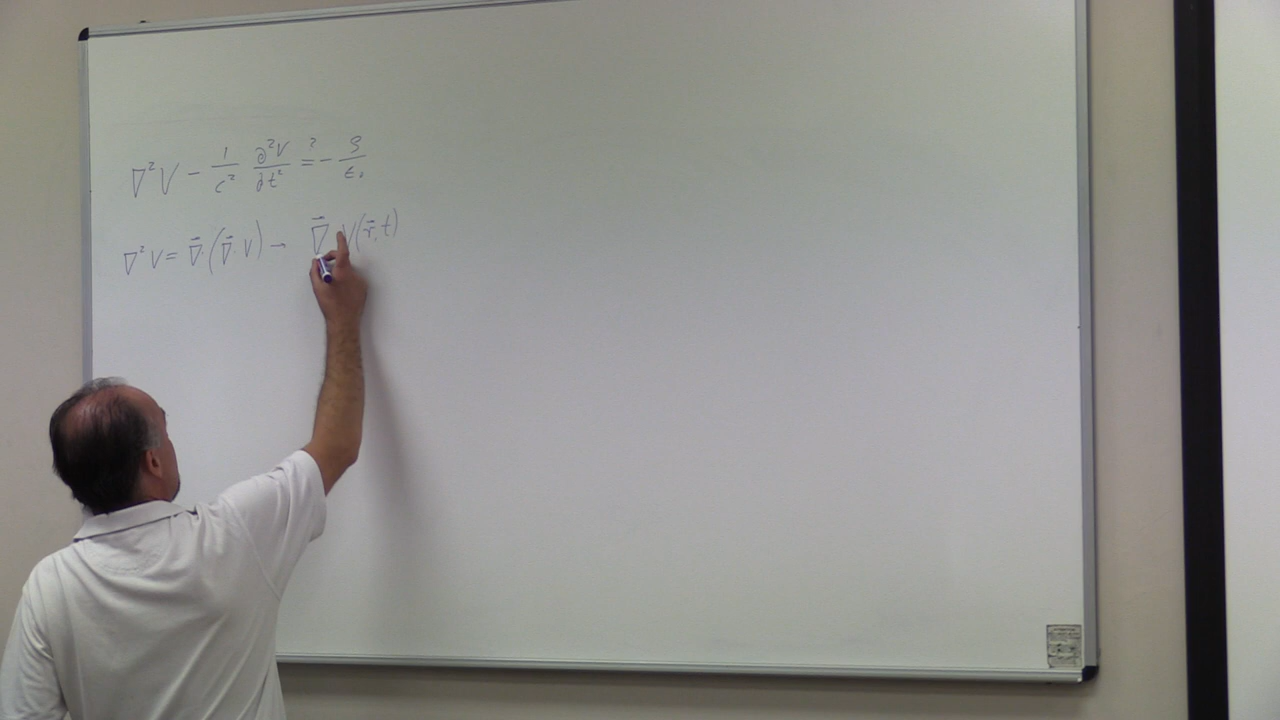 ∇²V − 1/c² ∂²V/∂t² ?= − ρ/ε₀
∇²V = ∇⃗·(∇⃗·V) → ∇⃗ V(r⃗,t)